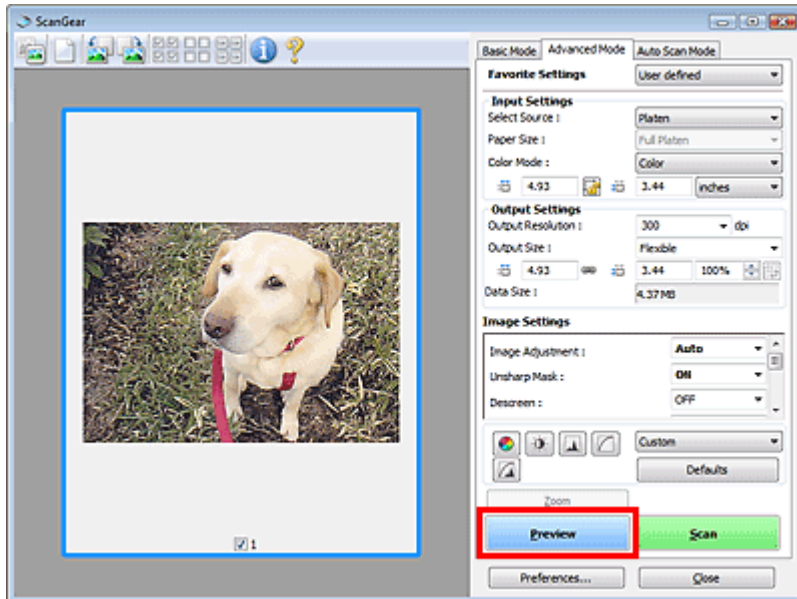 ScanGear
Basic Mode Advanced Mode Auto Scan Mode
Favorite Settings User defined
Input Settings
Select Source : Platen
Paper Size : Full Platen
Color Mode : Color
4.93 3.44 inches
Output Settings
Output Resolution : 300 dpi
Output Size : Flexible
4.93 3.44 100%
Data Size : 4.37 MB
Image Settings
Image Adjustment : Auto
Unsharp Mask : ON
Descreen : OFF
Custom
Defaults
Zoom
Preview Scan
1
Preferences... Close